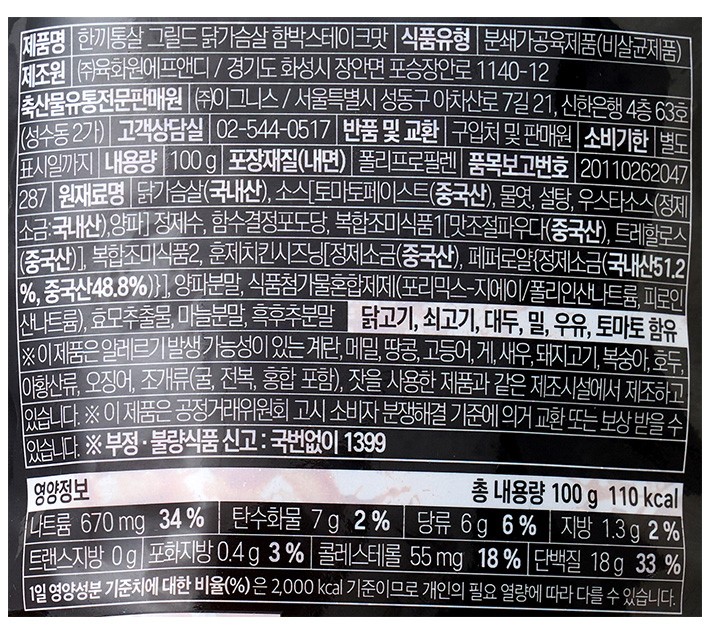 제품명 한끼통살 그릴드 닭가슴살 함박스테이크맛 식품유형 분쇄가공육제품(비살균제품)
제조원 ㈜육화원에프앤디 / 경기도 화성시 장안면 포승장안로 1140-12
축산물유통전문판매원 ㈜이그니스 / 서울특별시 성동구 아차산로 7길 21, 신한은행 4층 63호
(성수동 2가) 고객상담실 02-544-0517 반품 및 교환 구입처 및 판매원 소비기한 별도
표시일까지 내용량 100 g 포장재질(내면) 폴리프로필렌 품목보고번호 20110262047
287 원재료명 닭가슴살(국내산), 소스[토마토페이스트(중국산), 물엿, 설탕, 우스타소스(정제
소금:국내산),양파] 정제수, 함수결정포도당, 복합조미식품1[맛조절파우다(중국산), 트레할로스
(중국산)], 복합조미식품2, 훈제치킨시즈닝[정제소금(중국산), 페퍼로얄{정제소금(국내산51.2
%, 중국산48.8%)}], 양파분말, 식품첨가물혼합제제(포리믹스-지에이/폴리인산나트륨, 피로인
산나트륨), 효모추출물, 마늘분말, 흑후추분말 닭고기, 쇠고기, 대두, 밀, 우유, 토마토 함유
※ 이 제품은 알레르기 발생 가능성이 있는 계란, 메밀, 땅콩, 고등어, 게, 새우, 돼지고기, 복숭아, 호두,
아황산류, 오징어, 조개류(굴, 전복, 홍합 포함), 잣을 사용한 제품과 같은 제조시설에서 제조하고
있습니다. ※ 이 제품은 공정거래위원회 고시 소비자 분쟁해결 기준에 의거 교환 또는 보상 받을 수
있습니다. ※ 부정·불량식품 신고 : 국번없이 1399
영양정보 총 내용량 100 g 110 kcal
나트륨 670 mg 34 % 탄수화물 7 g 2 % 당류 6 g 6 % 지방 1.3 g 2 %
트랜스지방 0 g 포화지방 0.4 g 3 % 콜레스테롤 55 mg 18 % 단백질 18 g 33 %
1일 영양성분 기준치에 대한 비율(%)은 2,000 kcal 기준이므로 개인의 필요 열량에 따라 다를 수 있습니다.